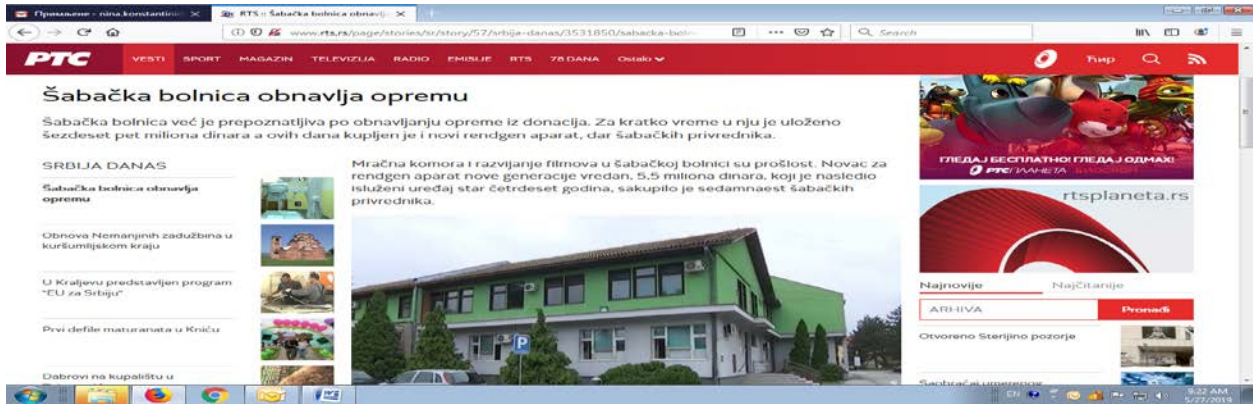 Примљене - nina.konstantini
RTS :: Šabačka bolnica obnavlj
www.rts.rs/page/stories/sr/story/57/srbija-danas/3531850/sabacka-boln
Search
РТС VESTI SPORT MAGAZIN TELEVIZIJA RADIO EMISIJE RTS 78 DANA Ostalo Ћир
Šabačka bolnica obnavlja opremu
Šabačka bolnica već je prepoznatljiva po obnavljanju opreme iz donacija. Za kratko vreme u nju je uloženo
šezdeset pet miliona dinara a ovih dana kupljen je i novi rendgen aparat, dar šabačkih privrednika.
SRBIJA DANAS
Šabačka bolnica obnavlja
opremu
Obnova Nemanjinih zadužbina u
kuršumlijskom kraju
U Kraljevu predstavljen program
"EU za Srbiju"
Prvi defile maturanata u Kniću
Dabrovi na kupalištu u
Mračna komora i razvijanje filmova u šabačkoj bolnici su prošlost. Novac za
rendgen aparat nove generacije vredan, 5,5 miliona dinara, koji je nasledio
isluženi uređaj star četrdeset godina, sakupilo je sedamnaest šabačkih
privrednika.
P
ГЛЕДАЈ БЕСПЛАТНО! ГЛЕДАЈ ОДМАХ!
РТС ПЛАНЕТА БИОСКОП
rtsplaneta.rs
Najnovije Najčitanije
ARHIVA Pronađi
Otvoreno Sterijino pozorje
Saobraćaj umerenog
EN
9:22 AM
5/27/2019